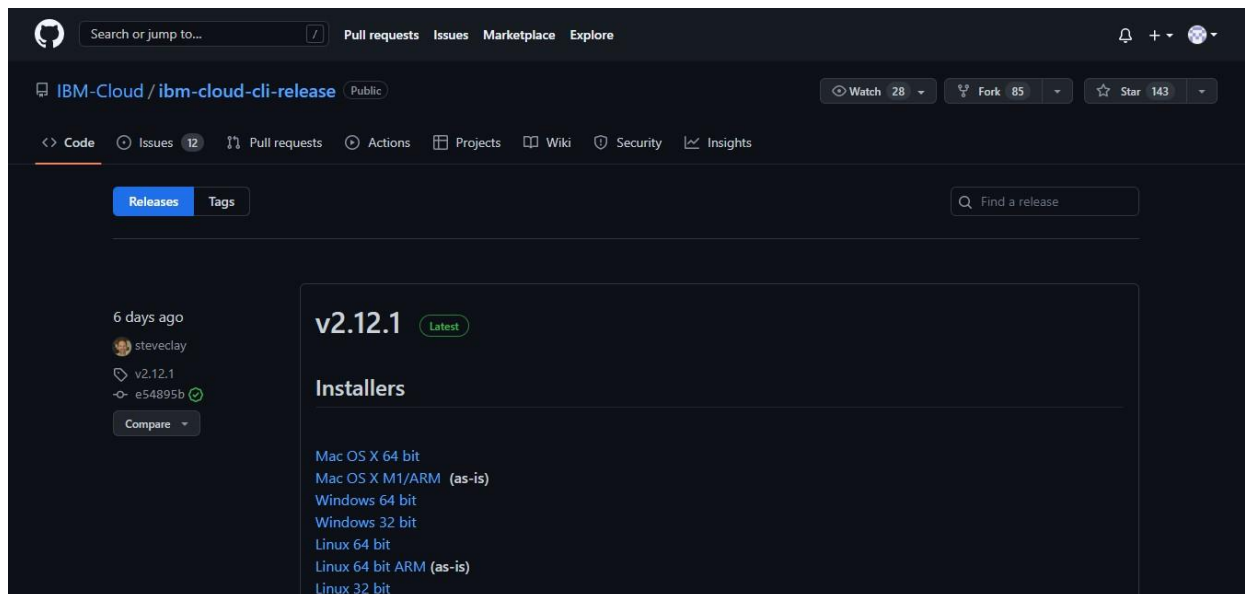 Search or jump to... / Pull requests Issues Marketplace Explore
IBM-Cloud / ibm-cloud-cli-release Public
Watch 28 Fork 85 Star 143
<> Code Issues 12 Pull requests Actions Projects Wiki Security Insights
Releases Tags
Find a release
6 days ago
steveclay
v2.12.1
e54895b
Compare
v2.12.1 Latest
Installers
Mac OS X 64 bit
Mac OS X M1/ARM (as-is)
Windows 64 bit
Windows 32 bit
Linux 64 bit
Linux 64 bit ARM (as-is)
Linux 32 bit